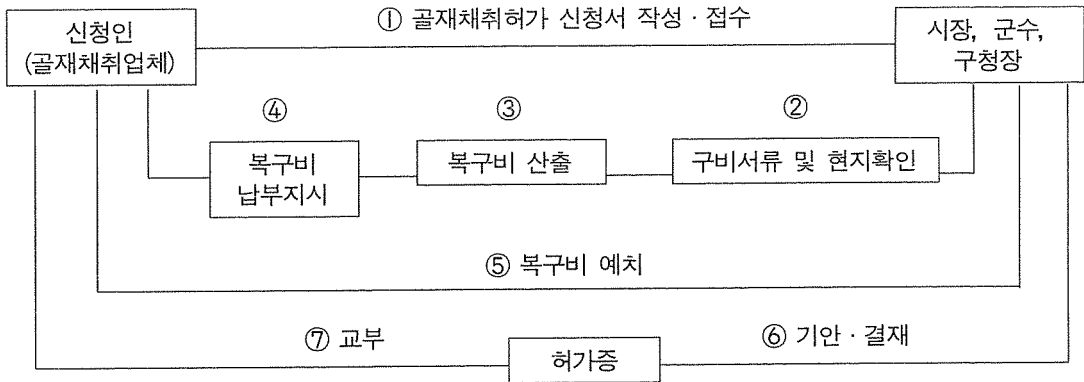 ① 골재채취허가 신청서 작성 · 접수
신청인
(골재채취업체)
시장, 군수,
구청장
④
③
②
복구비
납부지시
복구비 산출
구비서류 및 현지확인
⑤ 복구비 예치
⑦ 교부
⑥ 기안 · 결재
허가증